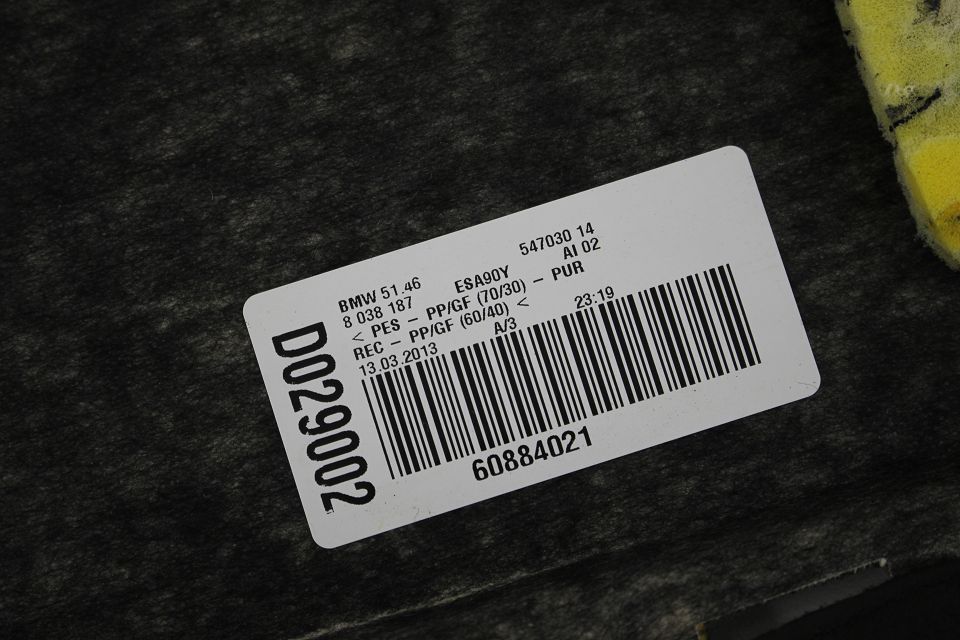 BMW 51.46 ESA90Y 547030 14
8 038 187 AI 02
< PES – PP/GF (70/30) – PUR
REC – PP/GF (60/40) <
13.03.2013 A/3 23:19
60884021
D029002